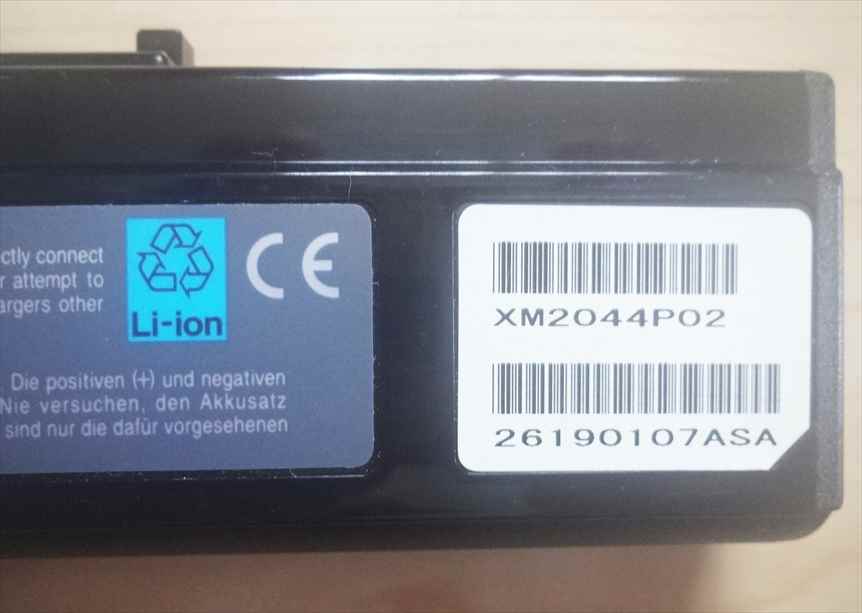 ctly connect
r attempt to
argers other
Li-ion
CE
Die positiven (+) und negativen
Nie versuchen, den Akkusatz
sind nur die dafür vorgesehenen
XM2044P02
26190107ASA